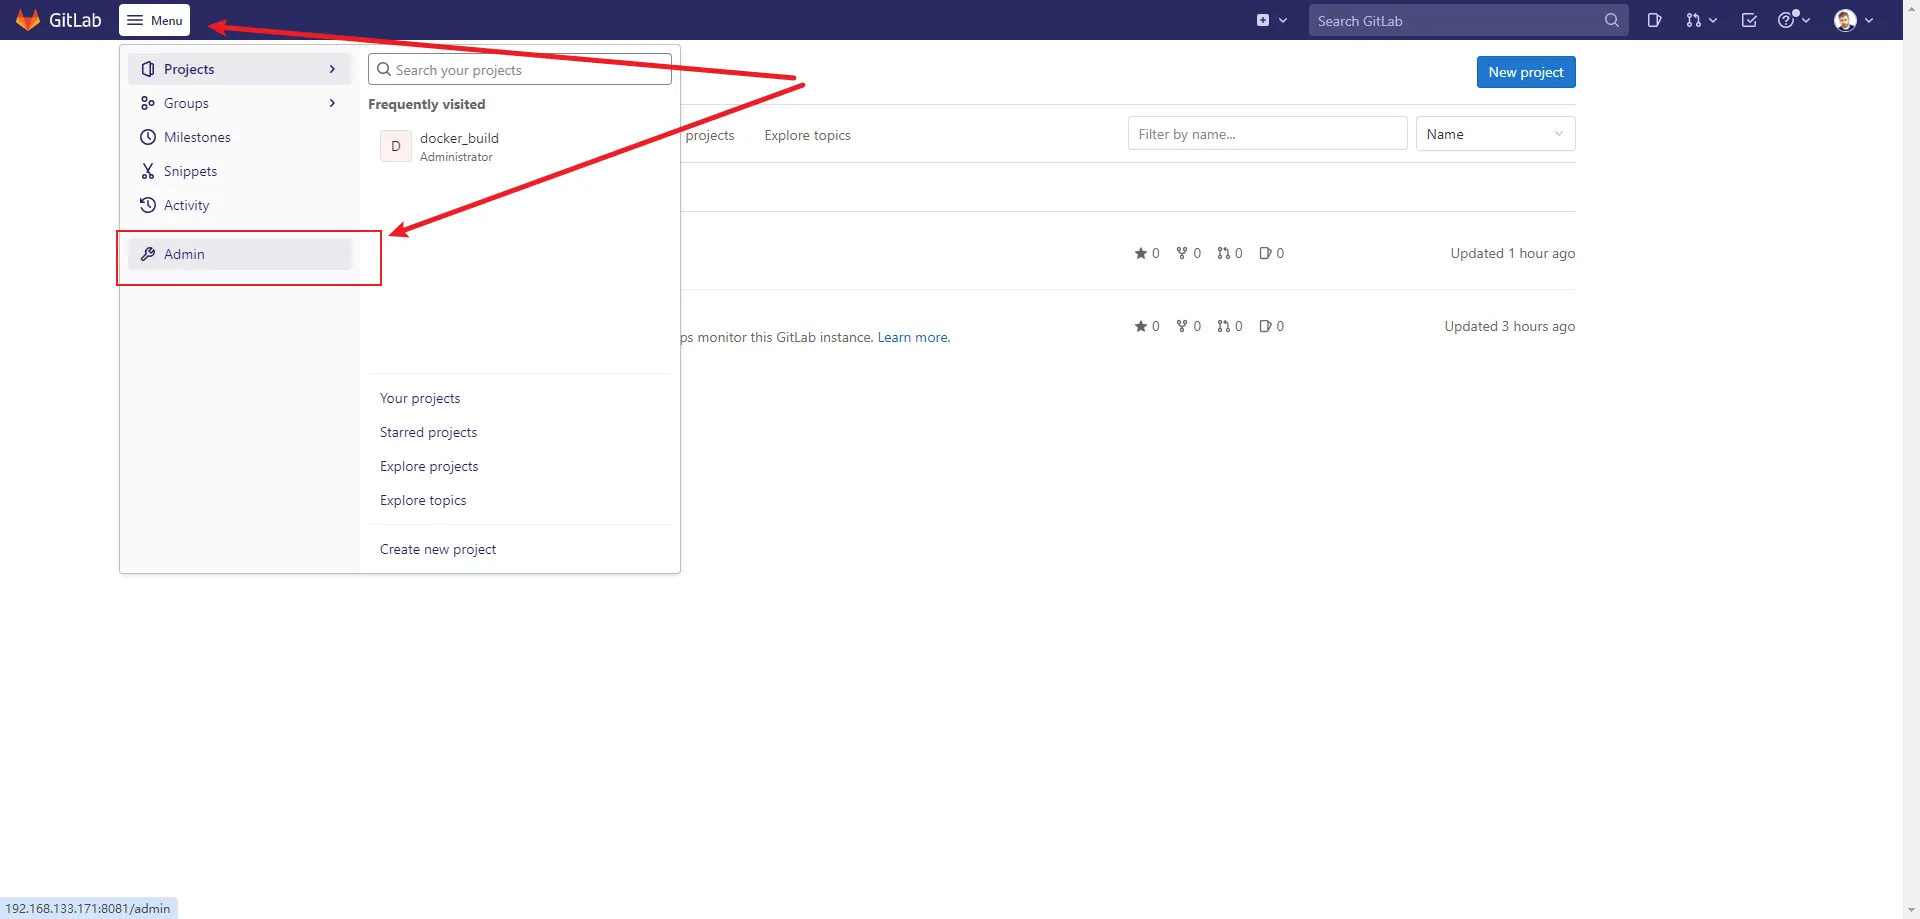 GitLab
Menu
Search GitLab
Projects
Groups
Milestones
Snippets
Activity
Admin
Search your projects
Frequently visited
D
docker_build
Administrator
Your projects
Starred projects
Explore projects
Explore topics
Create new project
New project
projects
Explore topics
Filter by name...
Name
0 0 0 0
Updated 1 hour ago
ps monitor this GitLab instance. Learn more.
0 0 0 0
Updated 3 hours ago
192.168.133.171:8081/admin